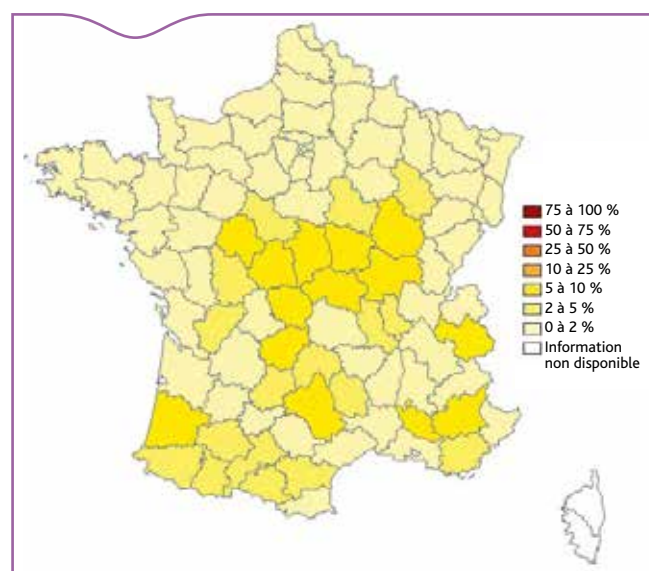 75 à 100 %
50 à 75 %
25 à 50 %
10 à 25 %
5 à 10 %
2 à 5 %
0 à 2 %
Information
non disponible